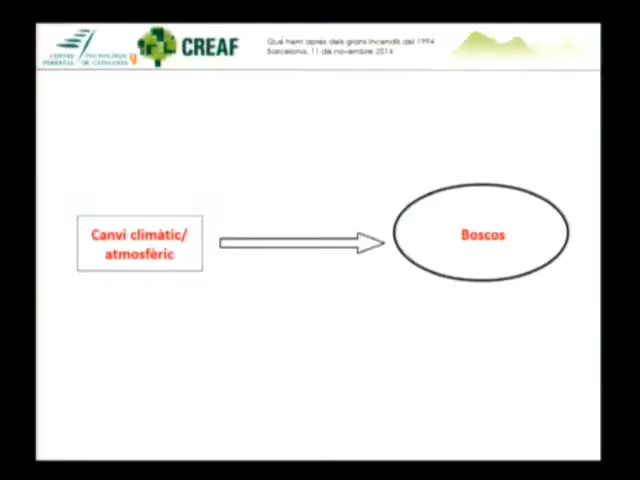 CENTRE TECNOLÒGIC
FORESTAL DE CATALUNYA
CREAF
Què hem après dels grans incendis del 1994
Barcelona, 11 de novembre 2014
Canvi climàtic/
atmosfèric
Boscos